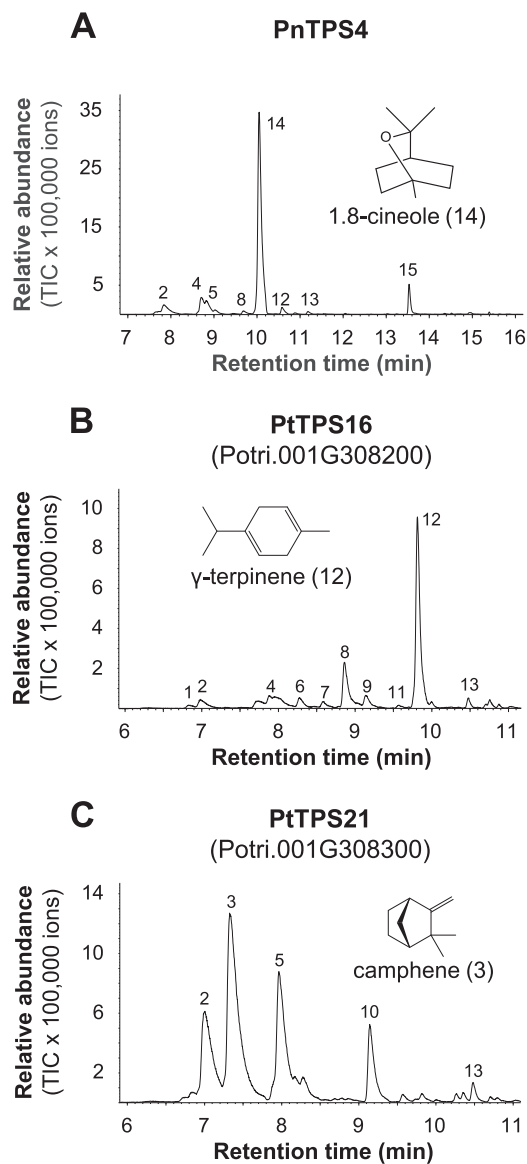 A
PnTPS4
Relative abundance
(TIC x 100,000 ions)
35
25
15
5
2
4
5
8
14
12
13
15
O
1.8-cineole (14)
7 8 9 10 11 12 13 14 15 16
Retention time (min)
B
PtTPS16
(Potri.001G308200)
Relative abundance
(TIC x 100,000 ions)
10
8
6
4
2
1 2
4
6
7
8
9
11
12
13
γ-terpinene (12)
6 7 8 9 10 11
Retention time (min)
C
PtTPS21
(Potri.001G308300)
Relative abundance
(TIC x 100,000 ions)
14
10
6
2
2
3
5
10
13
camphene (3)
6 7 8 9 10 11
Retention time (min)